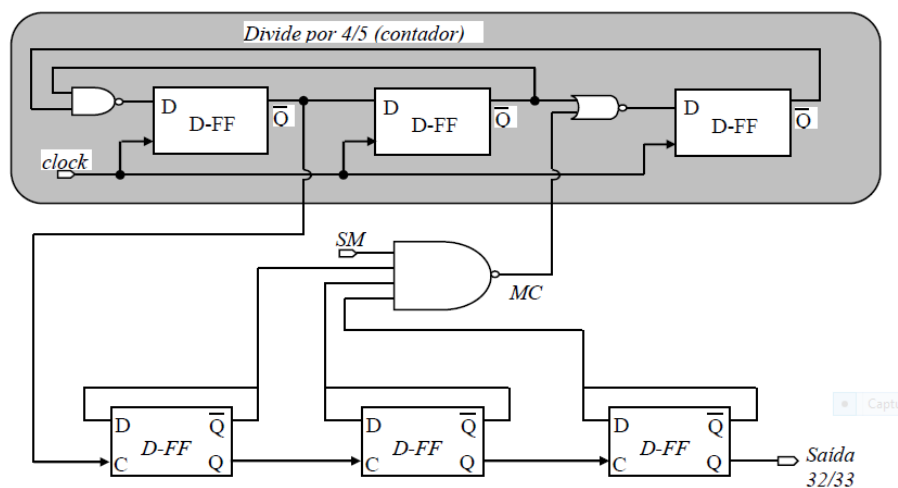 Divide por 4/5 (contador)
D
D-FF
Q̅
D
D-FF
Q̅
D
D-FF
Q̅
clock
SM
MC
D
Q̅
D-FF
C
Q
D
Q̅
D-FF
C
Q
D
Q̅
D-FF
C
Q
Saída
32/33